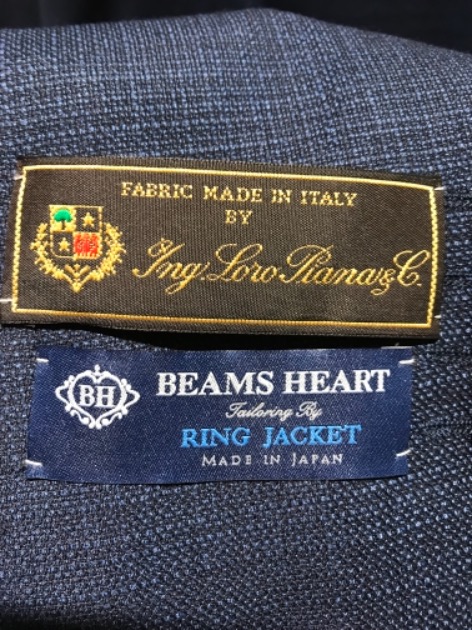 FABRIC MADE IN ITALY
BY
Ing. Loro Piana & C.
BH
BEAMS HEART
Tailoring By
RING JACKET
MADE IN JAPAN